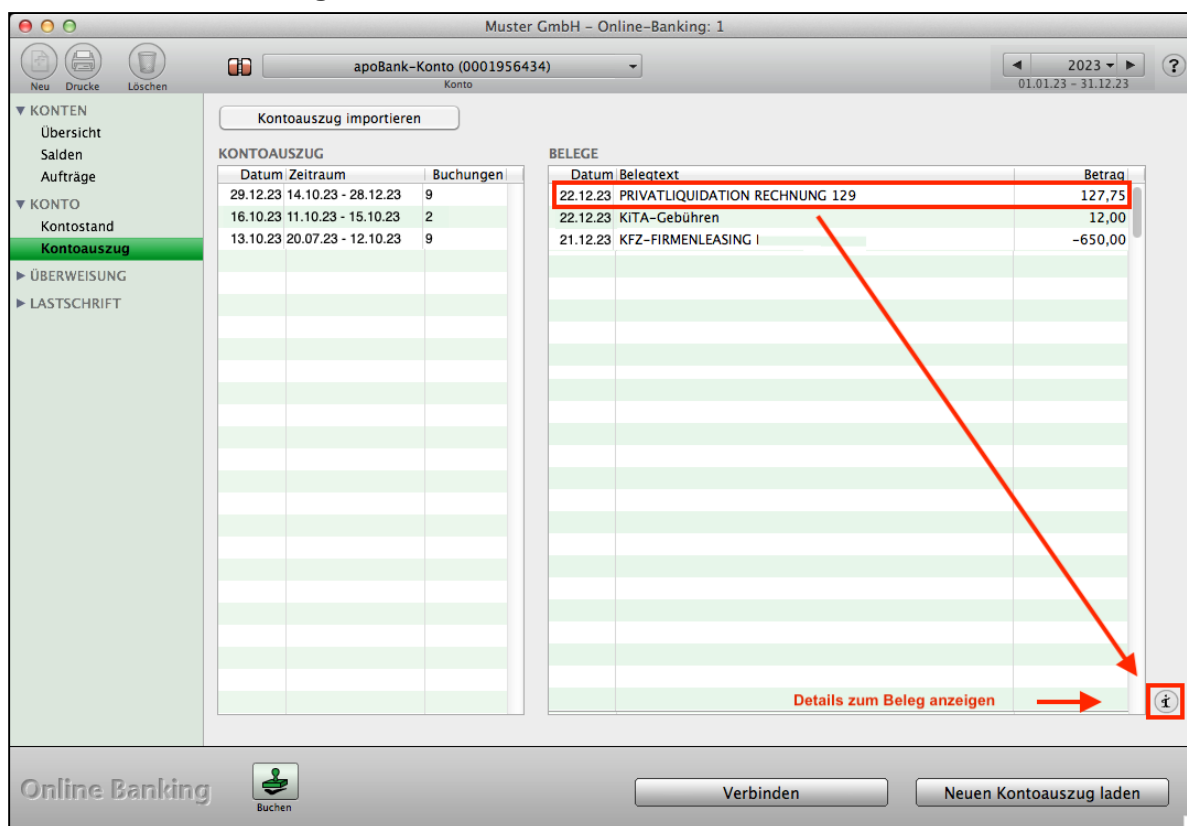 Muster GmbH – Online-Banking: 1
Neu Drucke Löschen
apoBank-Konto (0001956434)
Konto
2023
01.01.23 – 31.12.23
?
KONTEN
Übersicht
Salden
Aufträge
KONTO
Kontostand
Kontoauszug
ÜBERWEISUNG
LASTSCHRIFT
Kontoauszug importieren
KONTOAUSZUG
Datum Zeitraum Buchungen
29.12.23 14.10.23 - 28.12.23 9
16.10.23 11.10.23 - 15.10.23 2
13.10.23 20.07.23 - 12.10.23 9
BELEGE
Datum Belegtext Betrag
22.12.23 PRIVATLIQUIDATION RECHNUNG 129 127,75
22.12.23 KiTA-Gebühren 12,00
21.12.23 KFZ-FIRMENLEASING -650,00
Details zum Beleg anzeigen
i
Online Banking
Buchen
Verbinden
Neuen Kontoauszug laden